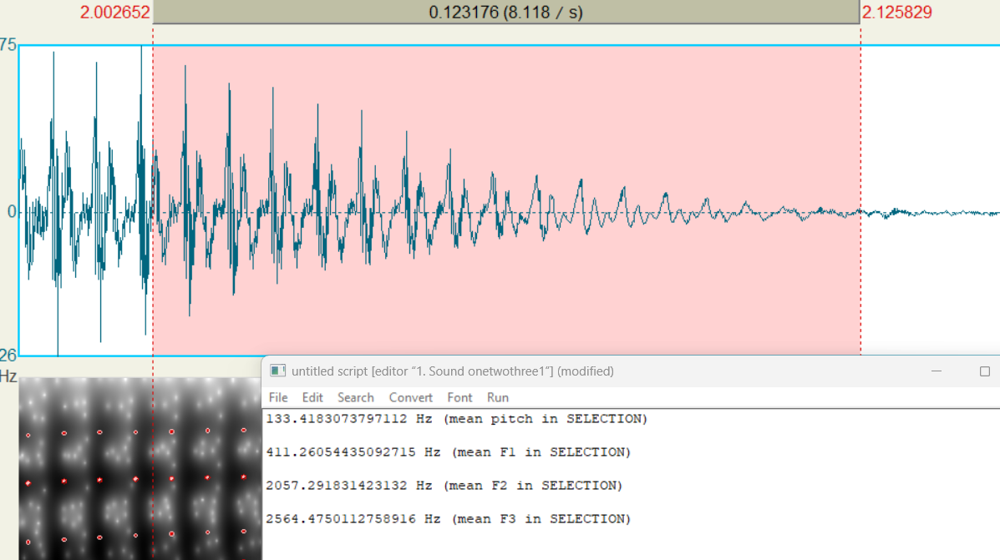 2.002652 0.123176 (8.118 / s) 2.125829
75
0
26
Hz
untitled script [editor “1. Sound onetwothree1”] (modified)
File Edit Search Convert Font Run
133.4183073797112 Hz (mean pitch in SELECTION)
411.26054435092715 Hz (mean F1 in SELECTION)
2057.291831423132 Hz (mean F2 in SELECTION)
2564.4750112758916 Hz (mean F3 in SELECTION)